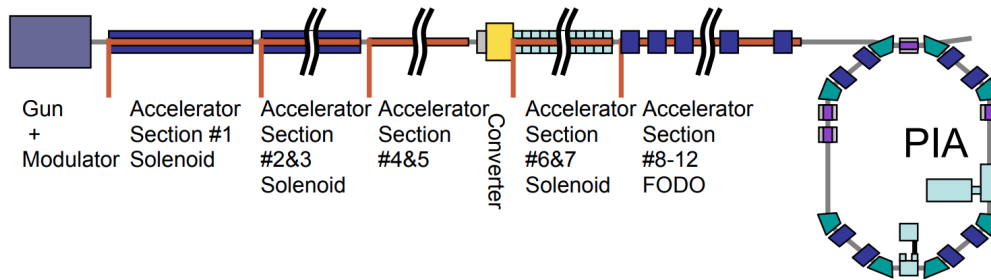 Gun
+
Modulator
Accelerator
Section #1
Solenoid
Accelerator
Section
#2&3
Solenoid
Accelerator
Section
#4&5
Converter
Accelerator
Section
#6&7
Solenoid
Accelerator
Section
#8-12
FODO
PIA